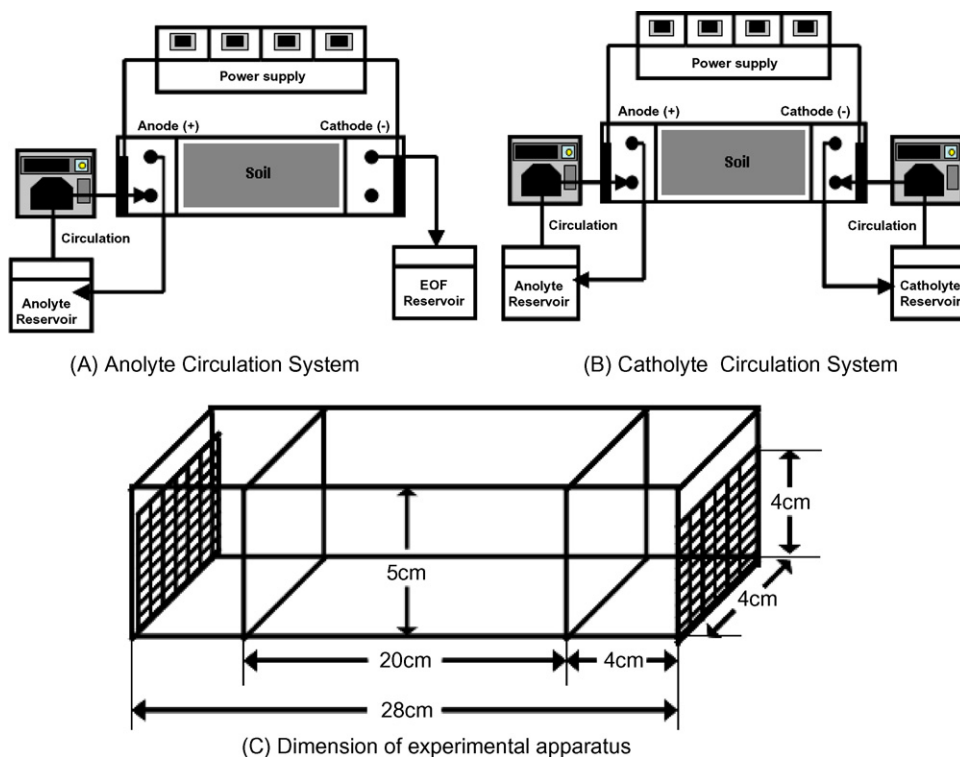 Power supply
Anode (+)
Cathode (-)
Soil
Circulation
Anolyte
Reservoir
EOF
Reservoir
(A) Anolyte Circulation System
Power supply
Anode (+)
Cathode (-)
Soil
Circulation
Circulation
Anolyte
Reservoir
Catholyte
Reservoir
(B) Catholyte Circulation System
4cm
5cm
4cm
20cm
4cm
28cm
(C) Dimension of experimental apparatus